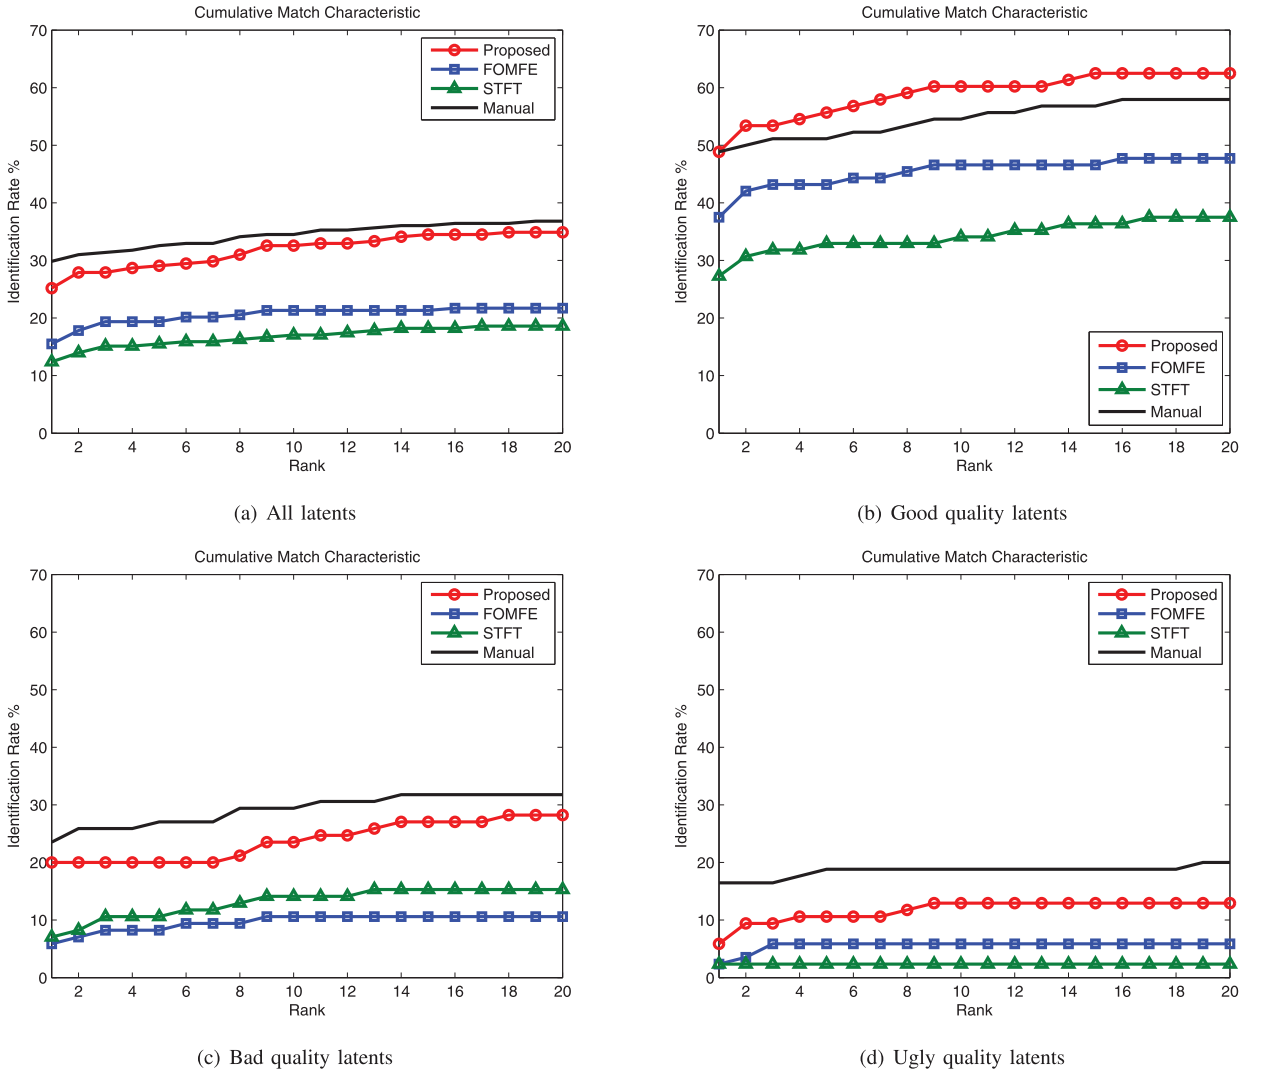 Cumulative Match Characteristic
70
60
50
40
30
20
10
0
Identification Rate %
Proposed
FOMFE
STFT
Manual
2 4 6 8 10 12 14 16 18 20
Rank
(a) All latents
Cumulative Match Characteristic
70
60
50
40
30
20
10
0
Identification Rate %
Proposed
FOMFE
STFT
Manual
2 4 6 8 10 12 14 16 18 20
Rank
(b) Good quality latents
Cumulative Match Characteristic
70
60
50
40
30
20
10
0
Identification Rate %
Proposed
FOMFE
STFT
Manual
2 4 6 8 10 12 14 16 18 20
Rank
(c) Bad quality latents
Cumulative Match Characteristic
70
60
50
40
30
20
10
0
Identification Rate %
Proposed
FOMFE
STFT
Manual
2 4 6 8 10 12 14 16 18 20
Rank
(d) Ugly quality latents